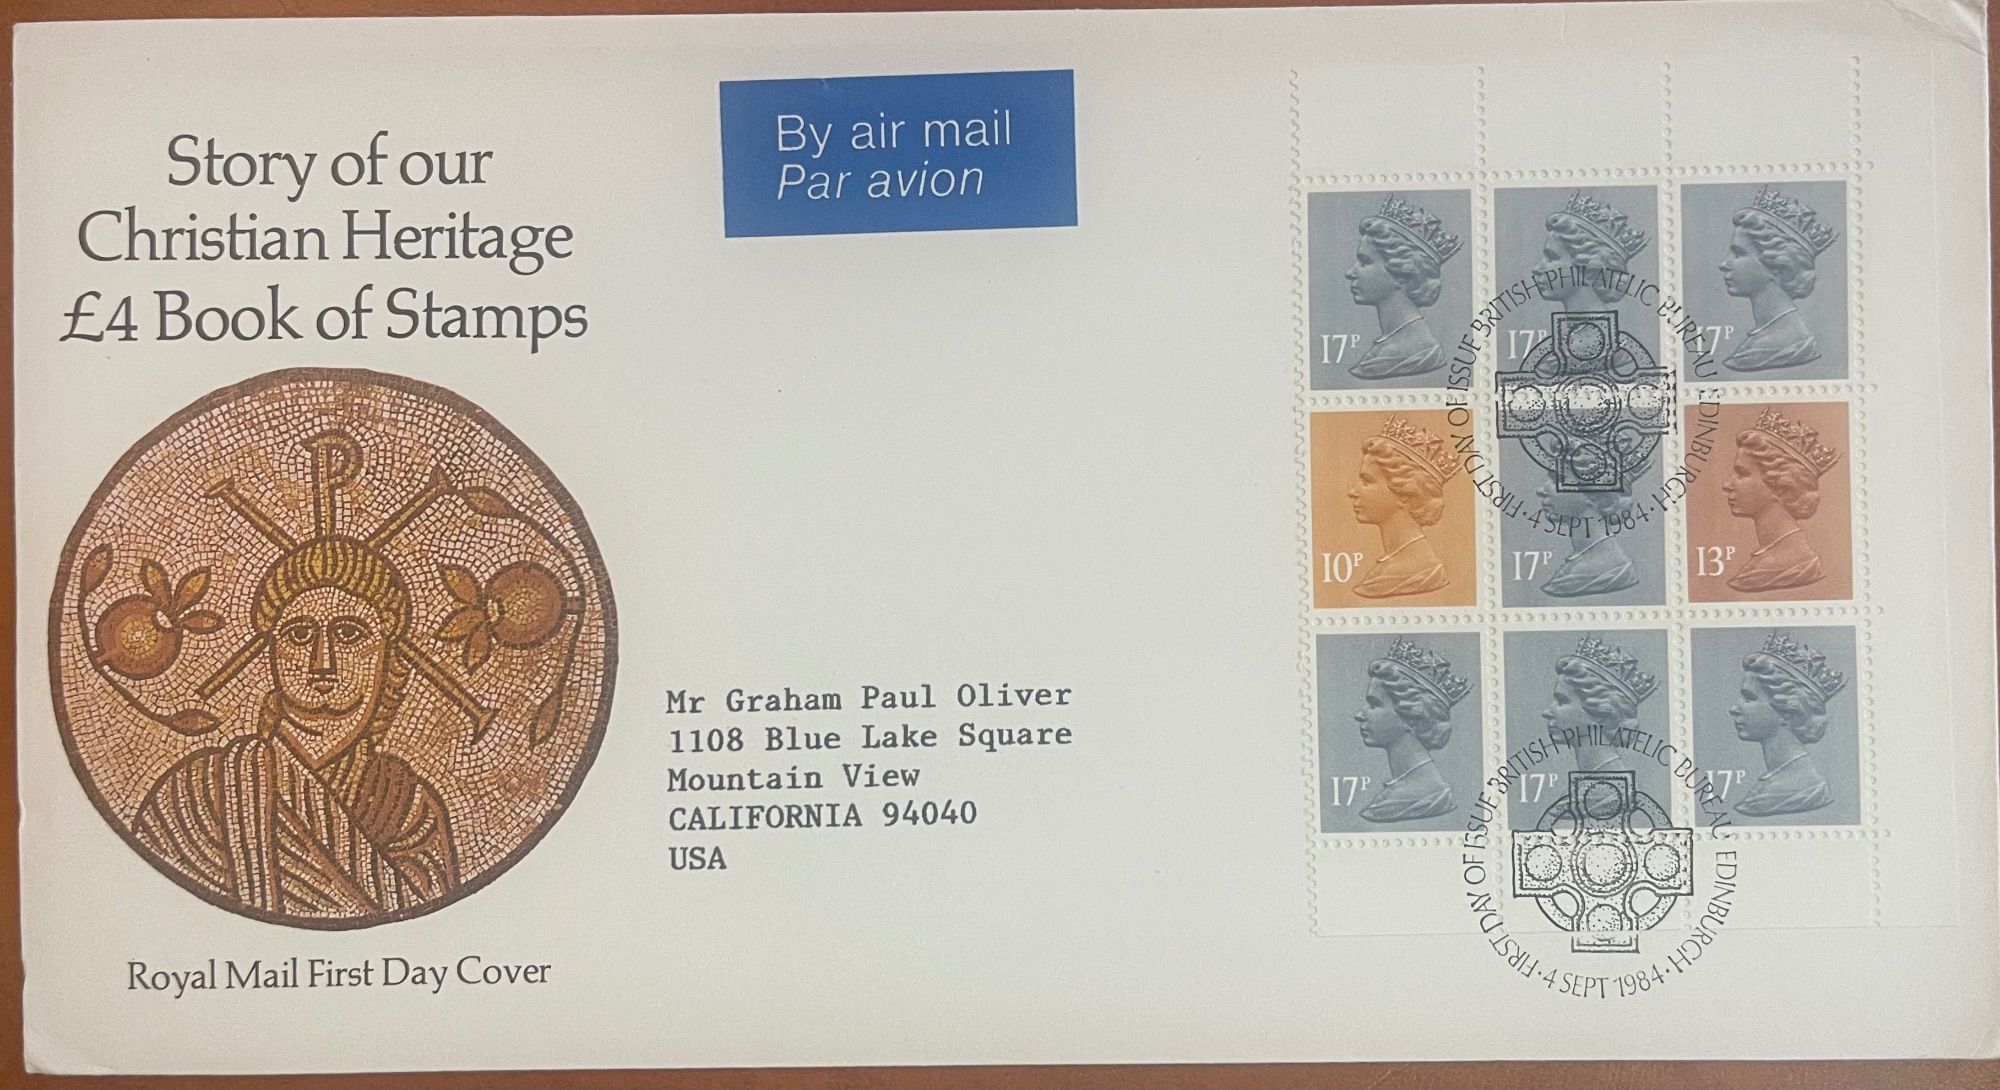 Story of our
Christian Heritage
£4 Book of Stamps
Royal Mail First Day Cover
By air mail
Par avion
Mr Graham Paul Oliver
1108 Blue Lake Square
Mountain View
CALIFORNIA 94040
USA
17P 17P 17P
10P 17P 13P
17P 17P 17P
FIRST DAY OF ISSUE BRITISH PHILATELIC BUREAU EDINBURGH · 4 SEPT 1984 ·
FIRST DAY OF ISSUE BRITISH PHILATELIC BUREAU EDINBURGH · 4 SEPT 1984 ·